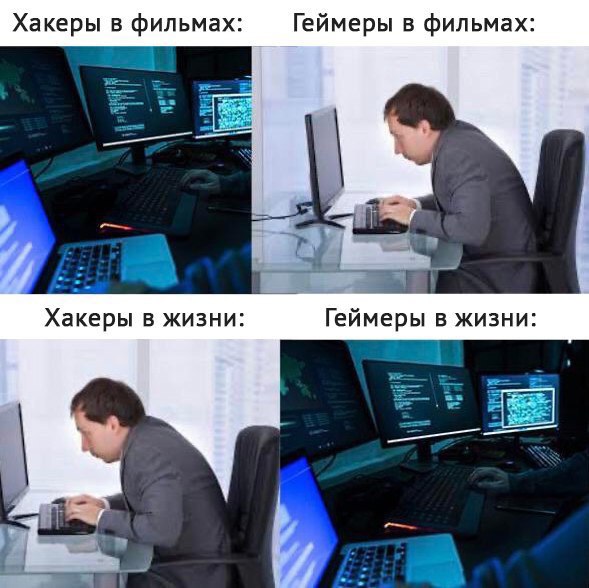 Хакеры в фильмах:
Геймеры в фильмах:
Хакеры в жизни:
Геймеры в жизни: